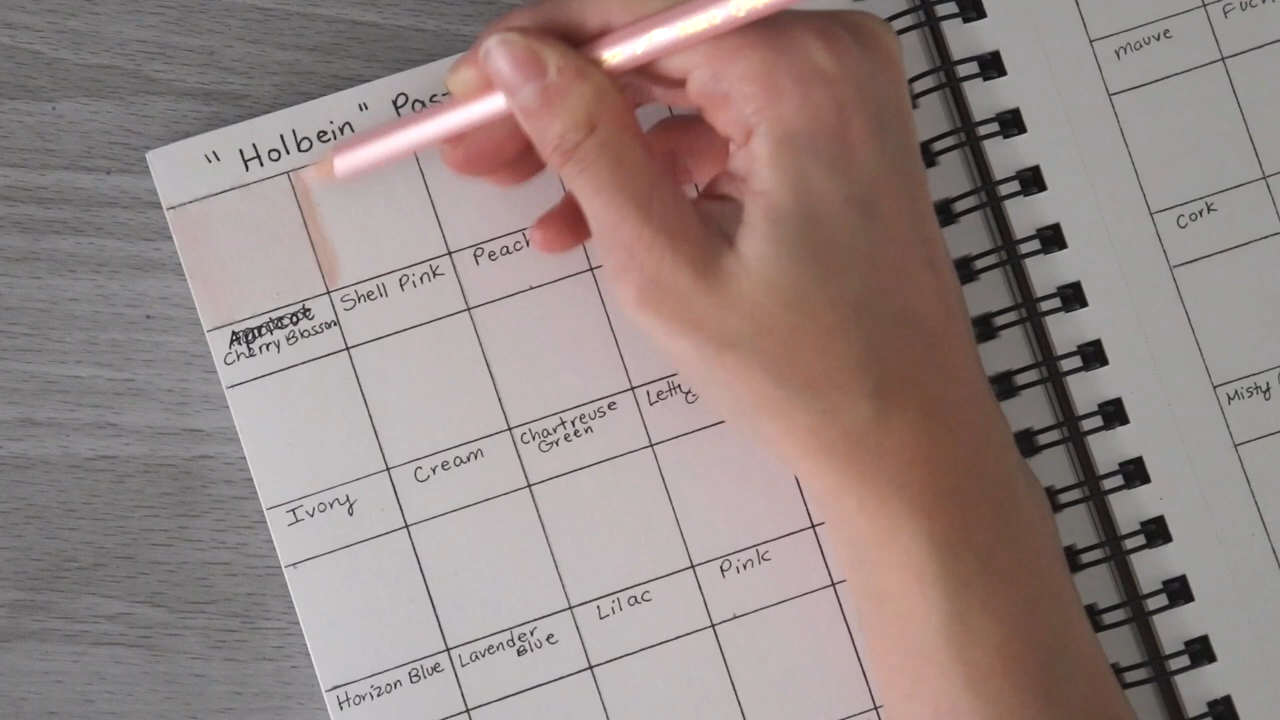 "Holbein" Pas
Apricot
Cherry Blossom
Shell Pink
Peach
Ivory
Cream
Chartreuse
Green
Horizon Blue
Lavender
Blue
Lilac
Pink
mauve
Cork
Misty